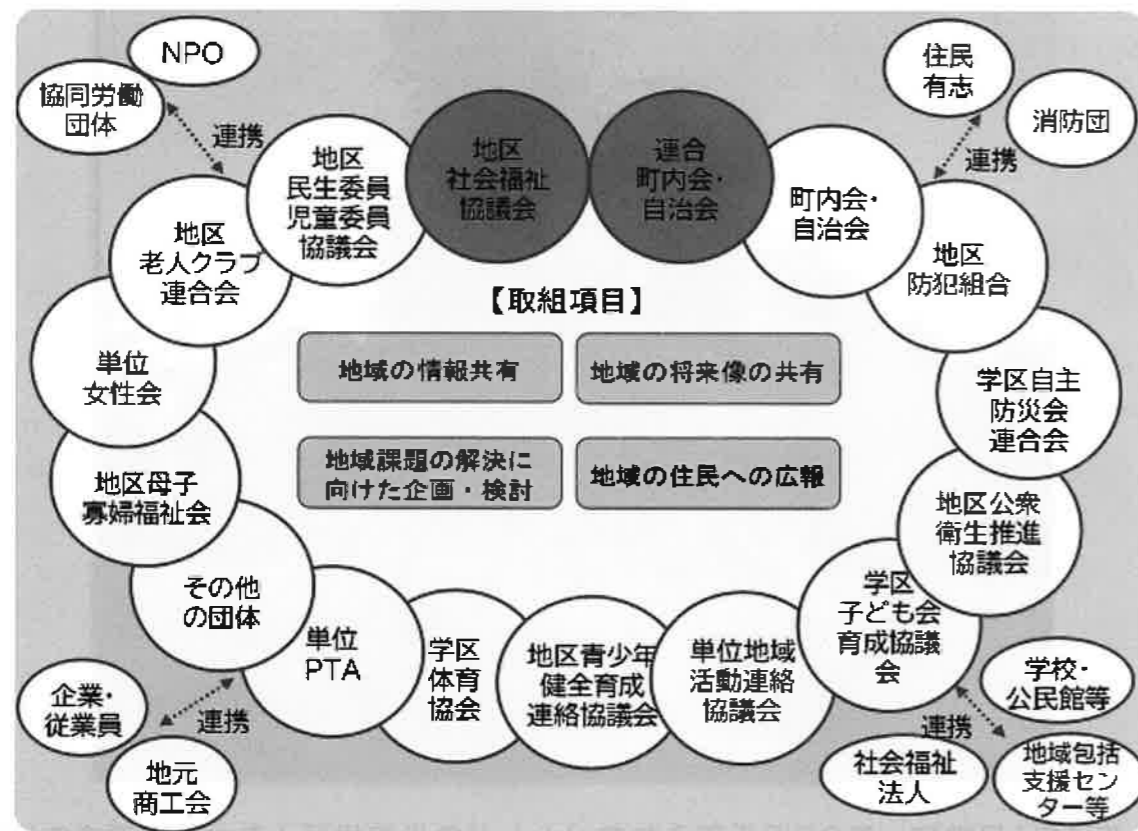 NPO
協同労働
団体
連携
住民
有志
消防団
連携
地区
民生委員
児童委員
協議会
地区
社会福祉
協議会
連合
町内会・
自治会
町内会・
自治会
地区
老人クラブ
連合会
地区
防犯組合
【取組項目】
単位
女性会
地域の情報共有
地域の将来像の共有
学区自主
防災会
連合会
地区母子
寡婦福祉会
地域課題の解決に
向けた企画・検討
地域の住民への広報
地区公衆
衛生推進
協議会
その他
の団体
単位
PTA
学区
体育
協会
地区青少年
健全育成
連絡協議会
単位地域
活動連絡
協議会
学区
子ども会
育成協議
会
企業・
従業員
連携
地元
商工会
学校・
公民館等
連携
社会福祉
法人
地域包括
支援セン
ター等